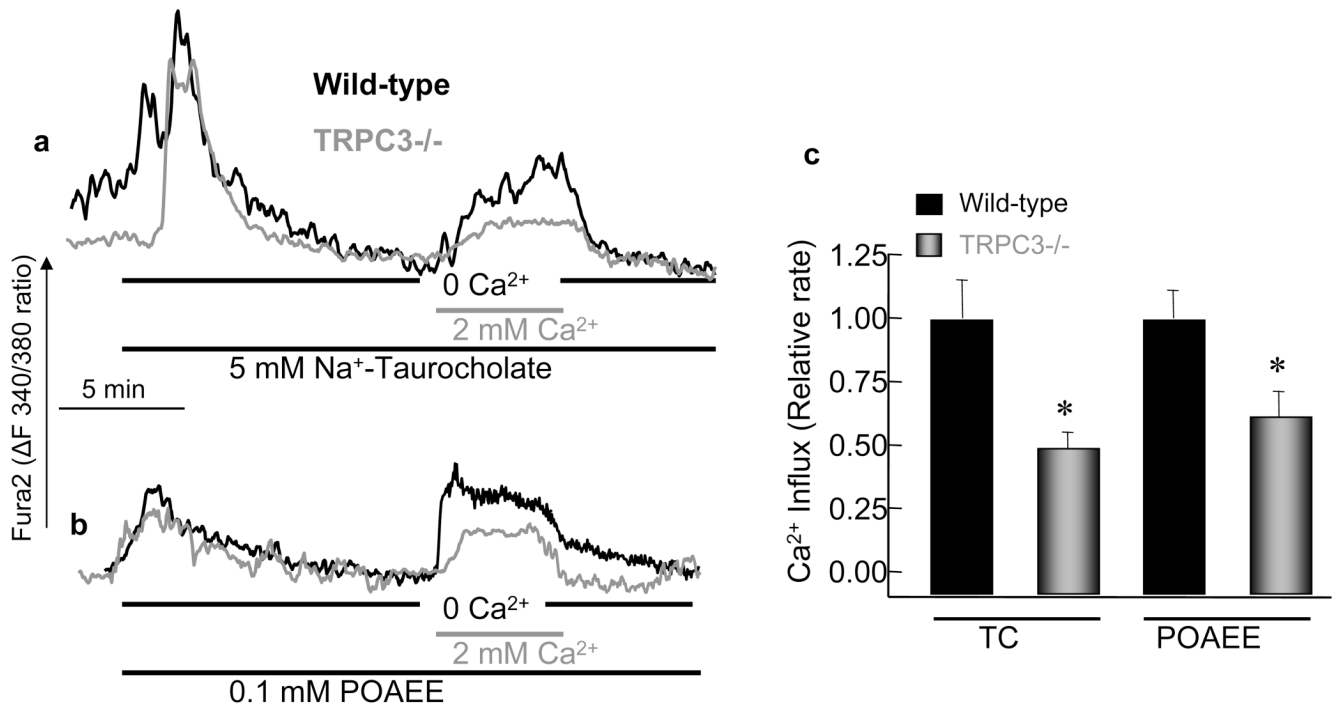 a
Wild-type
TRPC3-/-
0 Ca²⁺
2 mM Ca²⁺
5 mM Na⁺-Taurocholate
5 min
Fura2 (ΔF 340/380 ratio)
b
0 Ca²⁺
2 mM Ca²⁺
0.1 mM POAEE
c
Wild-type
TRPC3-/-
Ca²⁺ Influx (Relative rate)
1.25
1.00
0.75
0.50
0.25
0.00
*
*
TC
POAEE